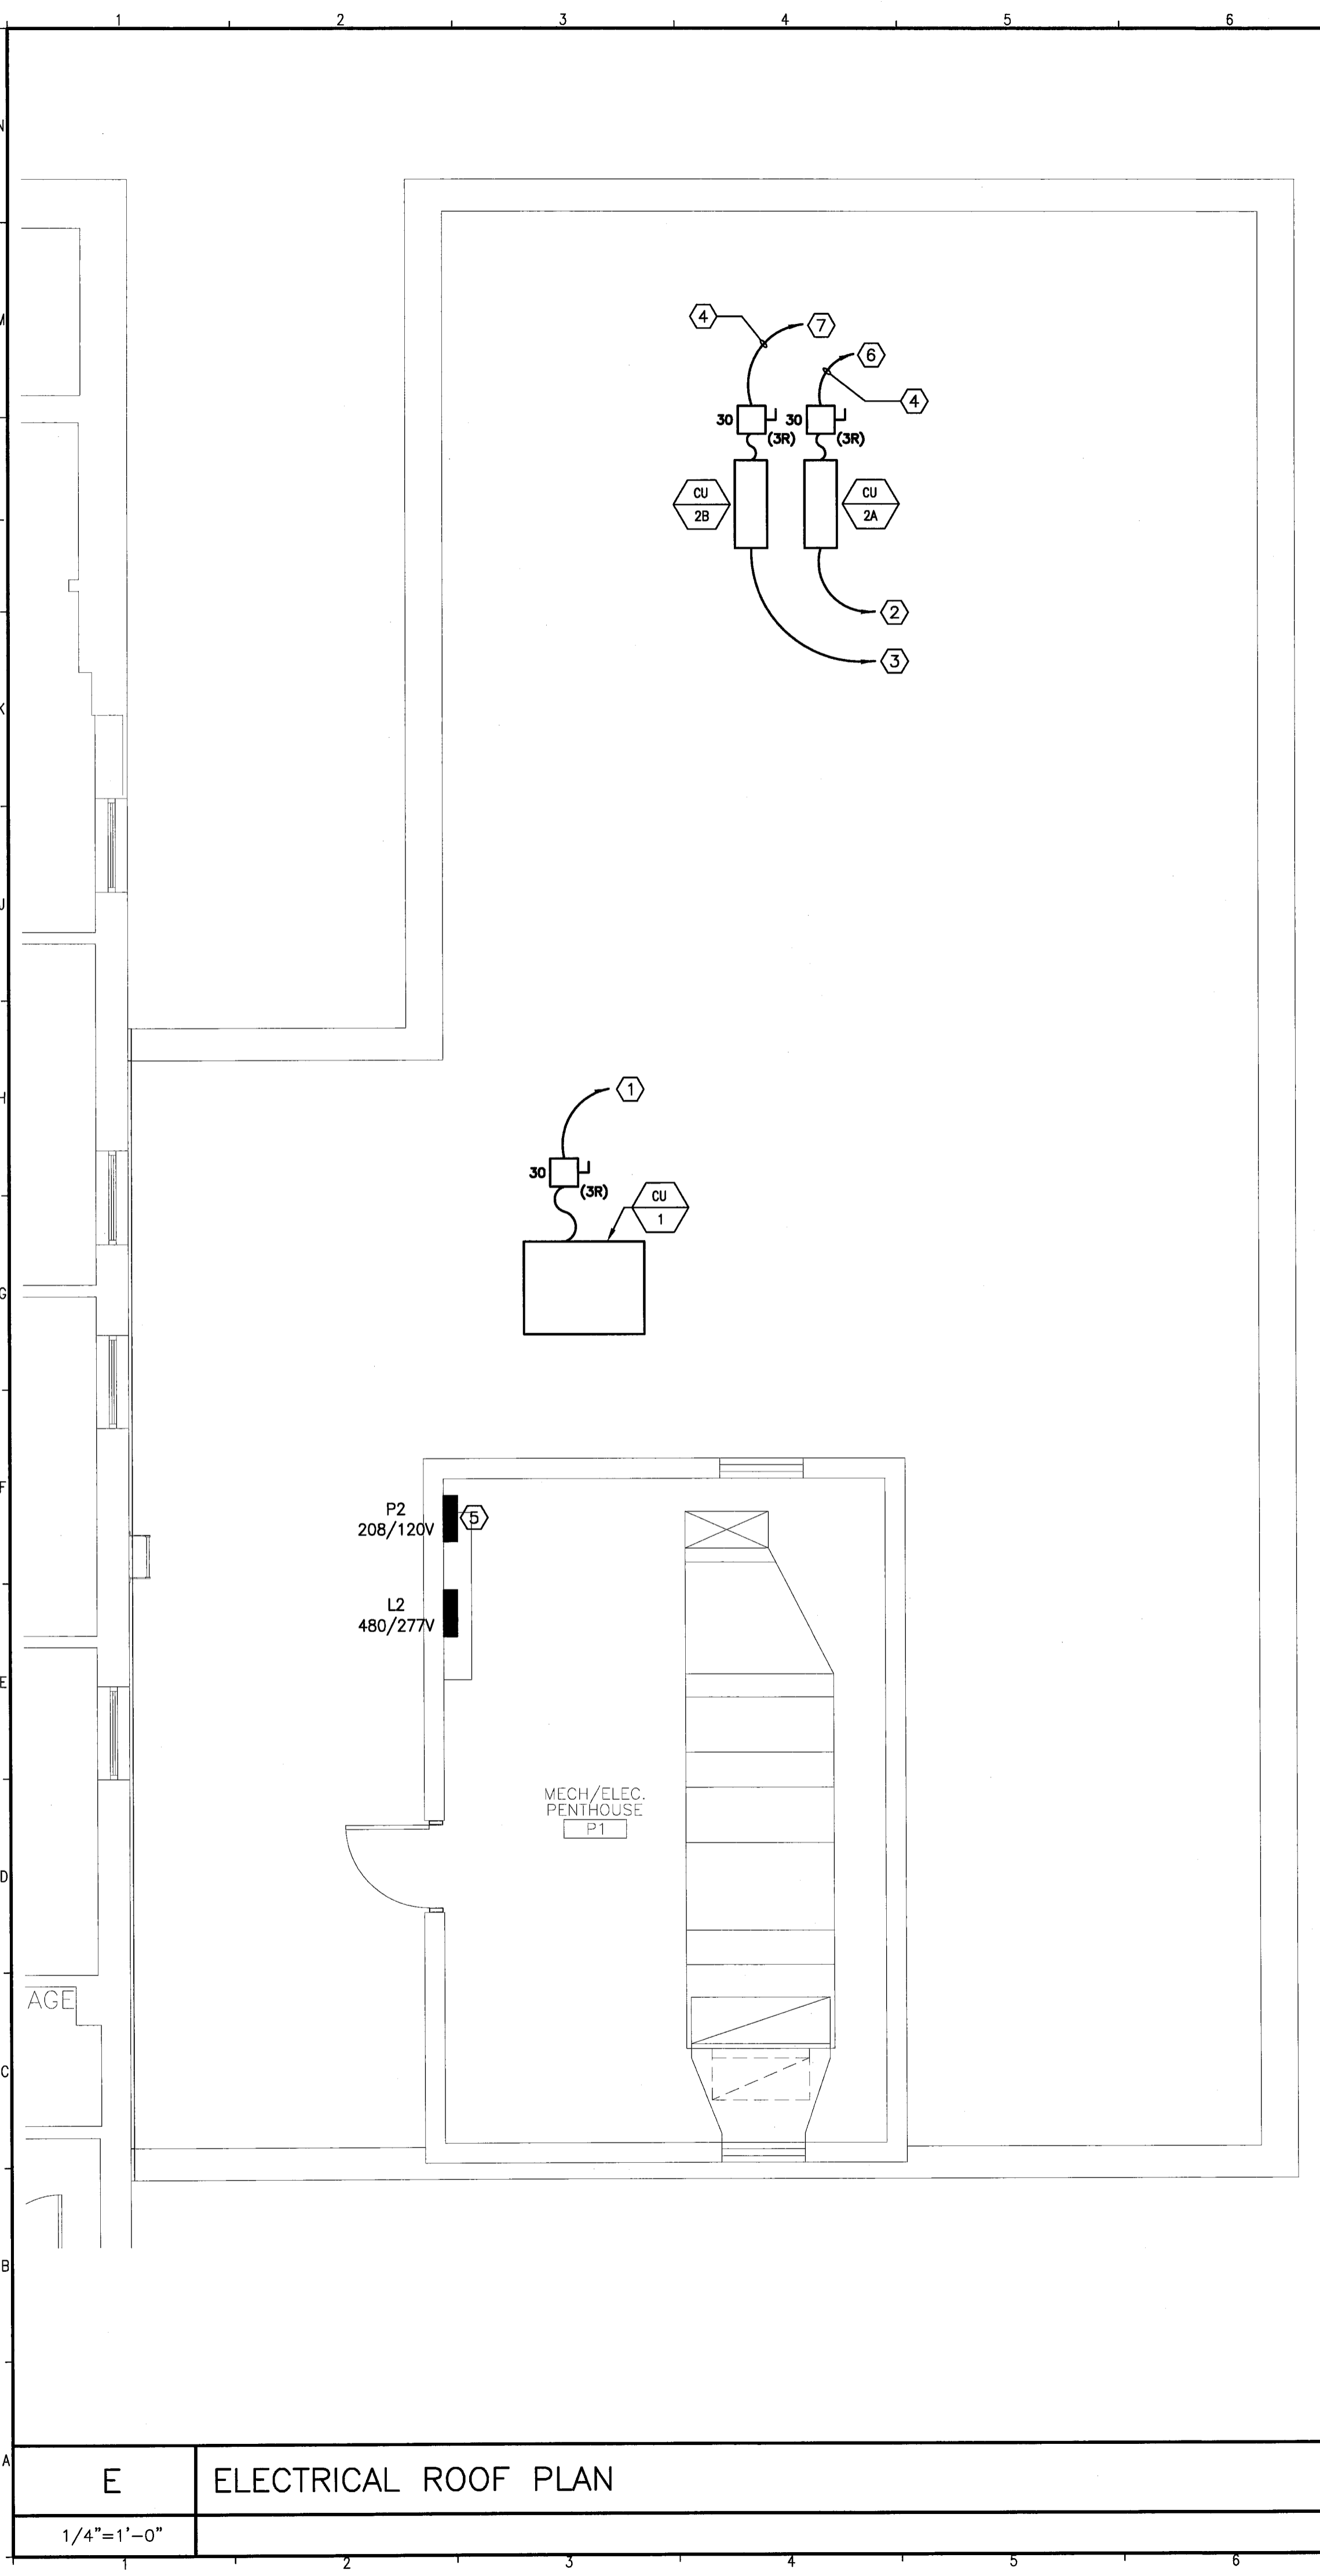 1 2 3 4 5 6
N
M
K
J
H
G
F
E
D
C
B
A
4 7
6
4
30 30
(3R) (3R)
CU
2B
CU
2A
2
3
1
30
(3R)
CU
1
P2
208/120V
5
L2
480/277V
MECH/ELEC.
PENTHOUSE
P1
AGE
E ELECTRICAL ROOF PLAN
1/4"=1'-0"
1 2 3 4 5 6